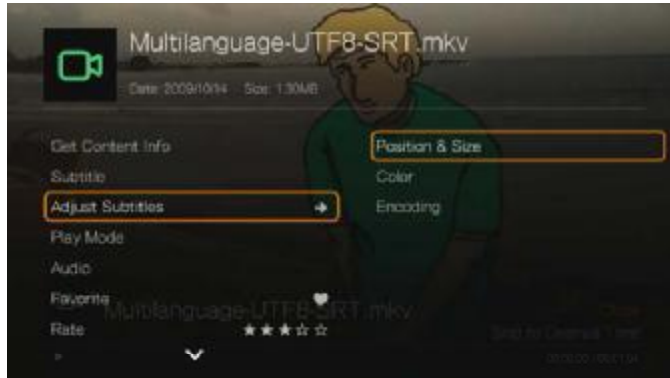 Multilanguage-UTF8-SRT.mkv
Date: 2009/10/14 Size: 1.30MB
Get Content Info
Position & Size
Subtitle
Color
Adjust Subtitles
Encoding
Play Mode
Audio
Favorite
Multilanguage-UTF8-SRT.mkv
Rate